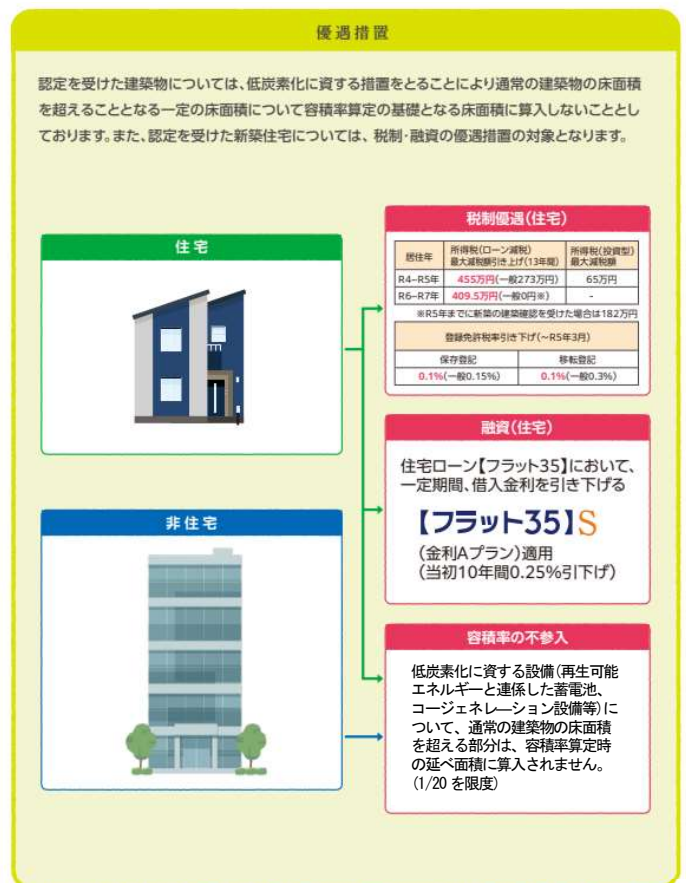 優遇措置
認定を受けた建築物については、低炭素化に資する措置をとることにより通常の建築物の床面積
を超えることとなる一定の床面積について容積率算定の基礎となる床面積に算入しないこととし
ております。また、認定を受けた新築住宅については、税制・融資の優遇措置の対象となります。
住宅
非住宅
税制優遇(住宅)
居住年 所得税(ローン減税) 最大減税額引き上げ(13年間) 所得税(投資型) 最大減税額
R4~R5年 455万円(一般273万円) 65万円
R6~R7年 409.5万円(一般0円※) -
※R5年までに新築の建築確認を受けた場合は182万円
登録免許税率引き下げ(~R5年3月)
保存登記 移転登記
0.1%(一般0.15%) 0.1%(一般0.3%)
融資(住宅)
住宅ローン【フラット35】において、
一定期間、借入金利を引き下げる
【フラット35】S
(金利Aプラン)適用
(当初10年間0.25%引下げ)
容積率の不参入
低炭素化に資する設備(再生可能
エネルギーと連係した蓄電池、
コージェネレーション設備等)に
ついて、通常の建築物の床面積
を超える部分は、容積率算定時
の延べ面積に算入されません。
(1/20 を限度)